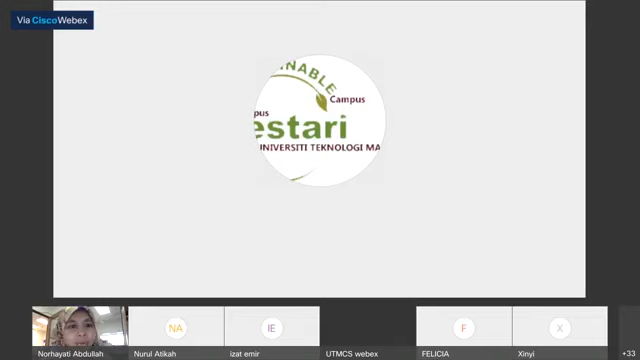 Via CiscoWebex
INABLE
Campus
pus
estari
UNIVERSITI TEKNOLOGI MA
NA
IE
F
X
Norhayati Abdullah
Nurul Atikah
izat emir
UTMCS webex
FELICIA
Xinyi
+33